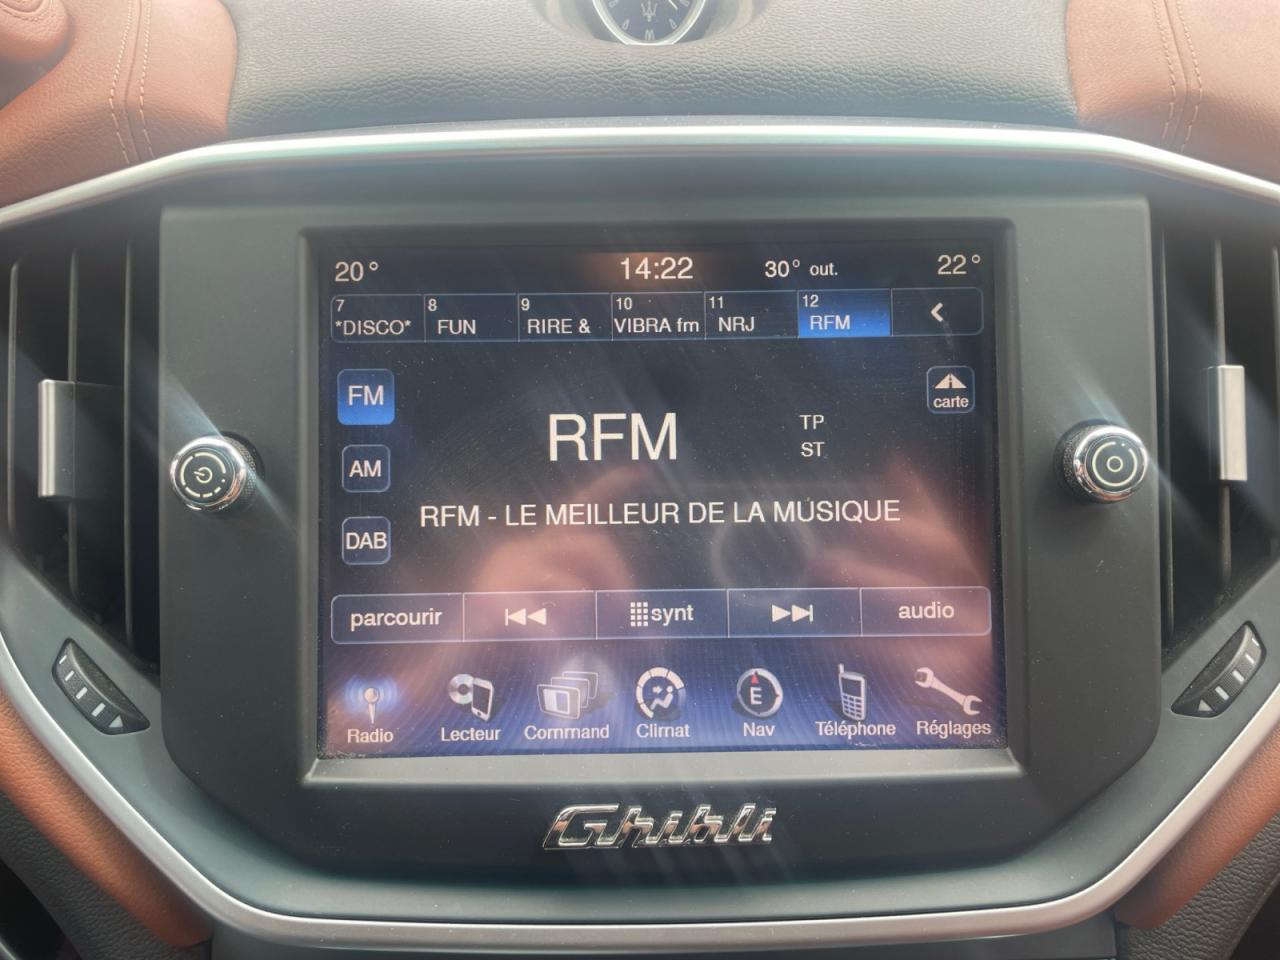 20° 14:22 30° out. 22°
7 8 9 10 11 12
*DISCO* FUN RIRE & VIBRA fm NRJ RFM
FM
carte
RFM TP
ST
AM
RFM - LE MEILLEUR DE LA MUSIQUE
DAB
parcourir synt audio
E
Radio Lecteur Command Climat Nav Téléphone Réglages
Ghibli